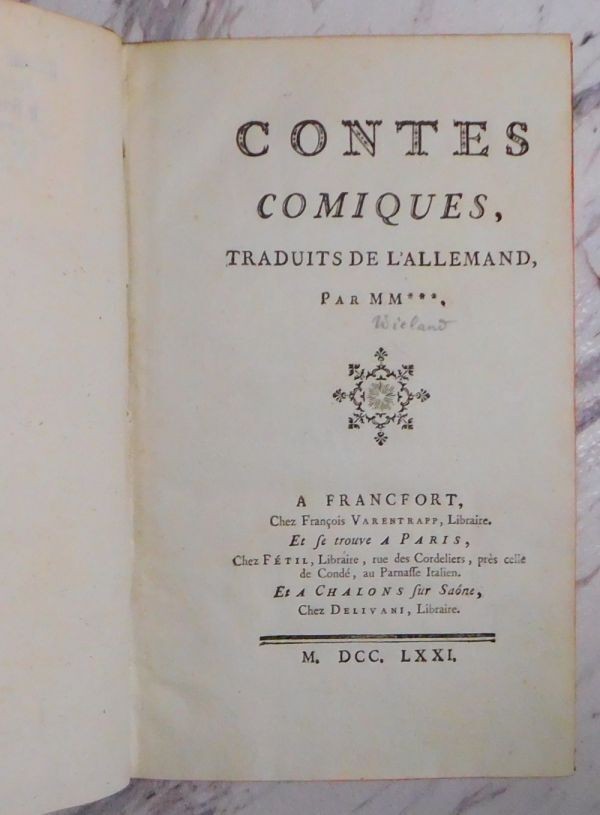 CONTES
COMIQUES,
TRADUITS DE L'ALLEMAND,
PAR MM***.
Wieland
A FRANCFORT,
Chez François VARENTRAPP, Libraire.
Et ſe trouve A PARIS,
Chez FÉTIL, Libraire, rue des Cordeliers, près celle
de Condé, au Parnaſſe Italien.
Et A CHALONS ſur Saône,
Chez DELIVANI, Libraire.
M. DCC. LXXI.